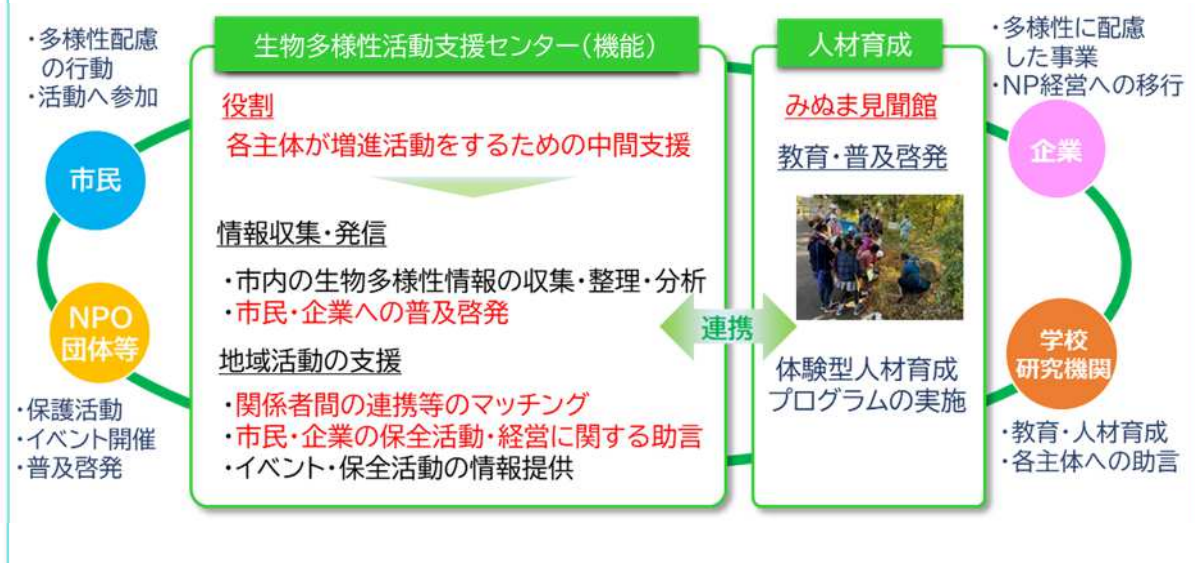 ・多様性配慮
の行動
・活動へ参加
市民
NPO
団体等
・保護活動
・イベント開催
・普及啓発
生物多様性活動支援センター(機能)
役割
各主体が増進活動をするための中間支援
情報収集・発信
・市内の生物多様性情報の収集・整理・分析
・市民・企業への普及啓発
地域活動の支援
・関係者間の連携等のマッチング
・市民・企業の保全活動・経営に関する助言
・イベント・保全活動の情報提供
連携
人材育成
みぬま見聞館
教育・普及啓発
体験型人材育成
プログラムの実施
・多様性に配慮
した事業
・NP経営への移行
企業
学校
研究機関
・教育・人材育成
・各主体への助言